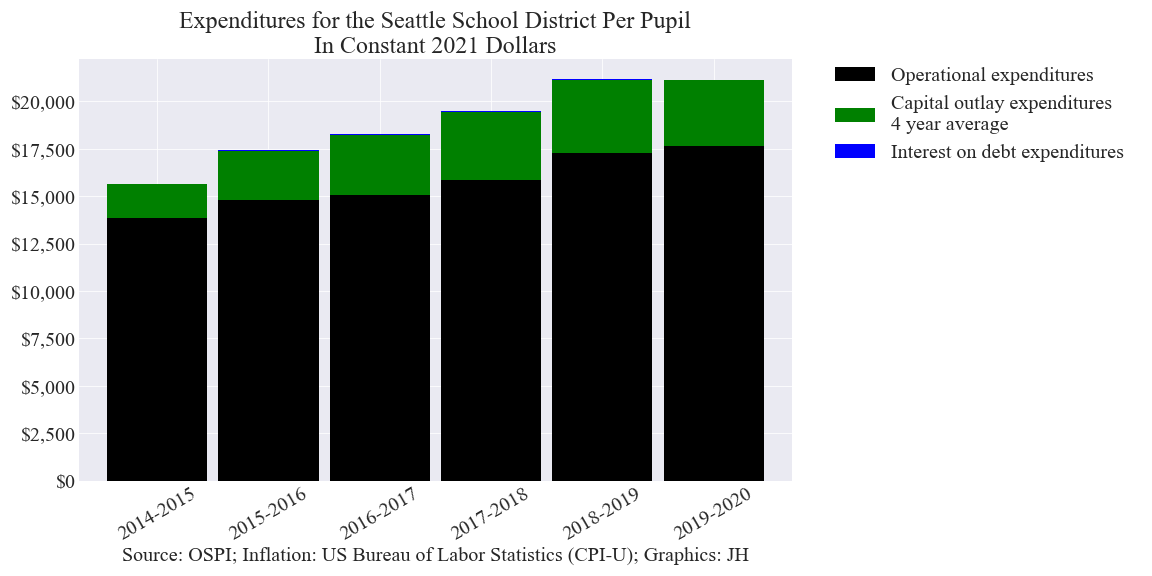 Expenditures for the Seattle School District Per Pupil
In Constant 2021 Dollars
Operational expenditures
Capital outlay expenditures
4 year average
Interest on debt expenditures
$20,000
$17,500
$15,000
$12,500
$10,000
$7,500
$5,000
$2,500
$0
2014-2015
2015-2016
2016-2017
2017-2018
2018-2019
2019-2020
Source: OSPI; Inflation: US Bureau of Labor Statistics (CPI-U); Graphics: JH